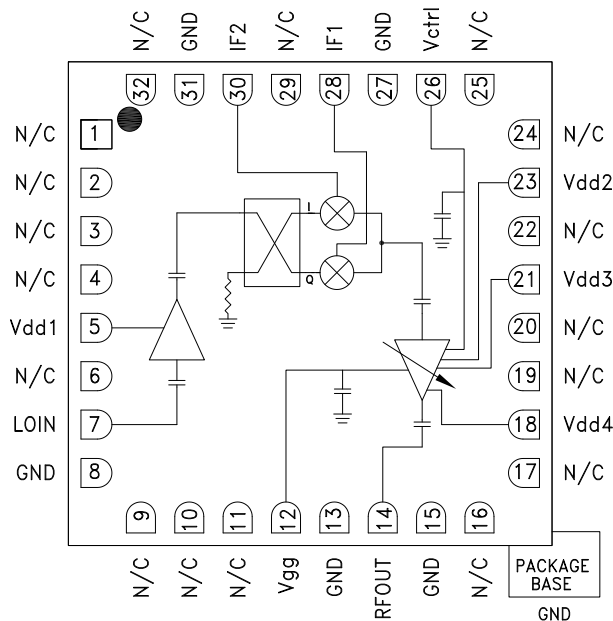 N/C
GND
IF2
N/C
IF1
GND
Vctrl
N/C
32
31
30
29
28
27
26
25
N/C 1
N/C 2
N/C 3
N/C 4
Vdd1 5
N/C 6
LOIN 7
GND 8
I
Q
24 N/C
23 Vdd2
22 N/C
21 Vdd3
20 N/C
19 N/C
18 Vdd4
17 N/C
9
10
11
12
13
14
15
16
N/C
N/C
N/C
Vgg
GND
RFOUT
GND
N/C
PACKAGE
BASE
GND